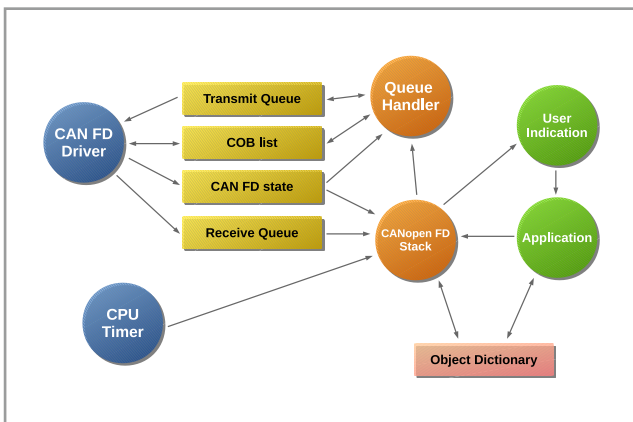 CAN FD
Driver
Transmit Queue
COB list
CAN FD state
Receive Queue
Queue
Handler
User
Indication
CANopen FD
Stack
Application
CPU
Timer
Object Dictionary